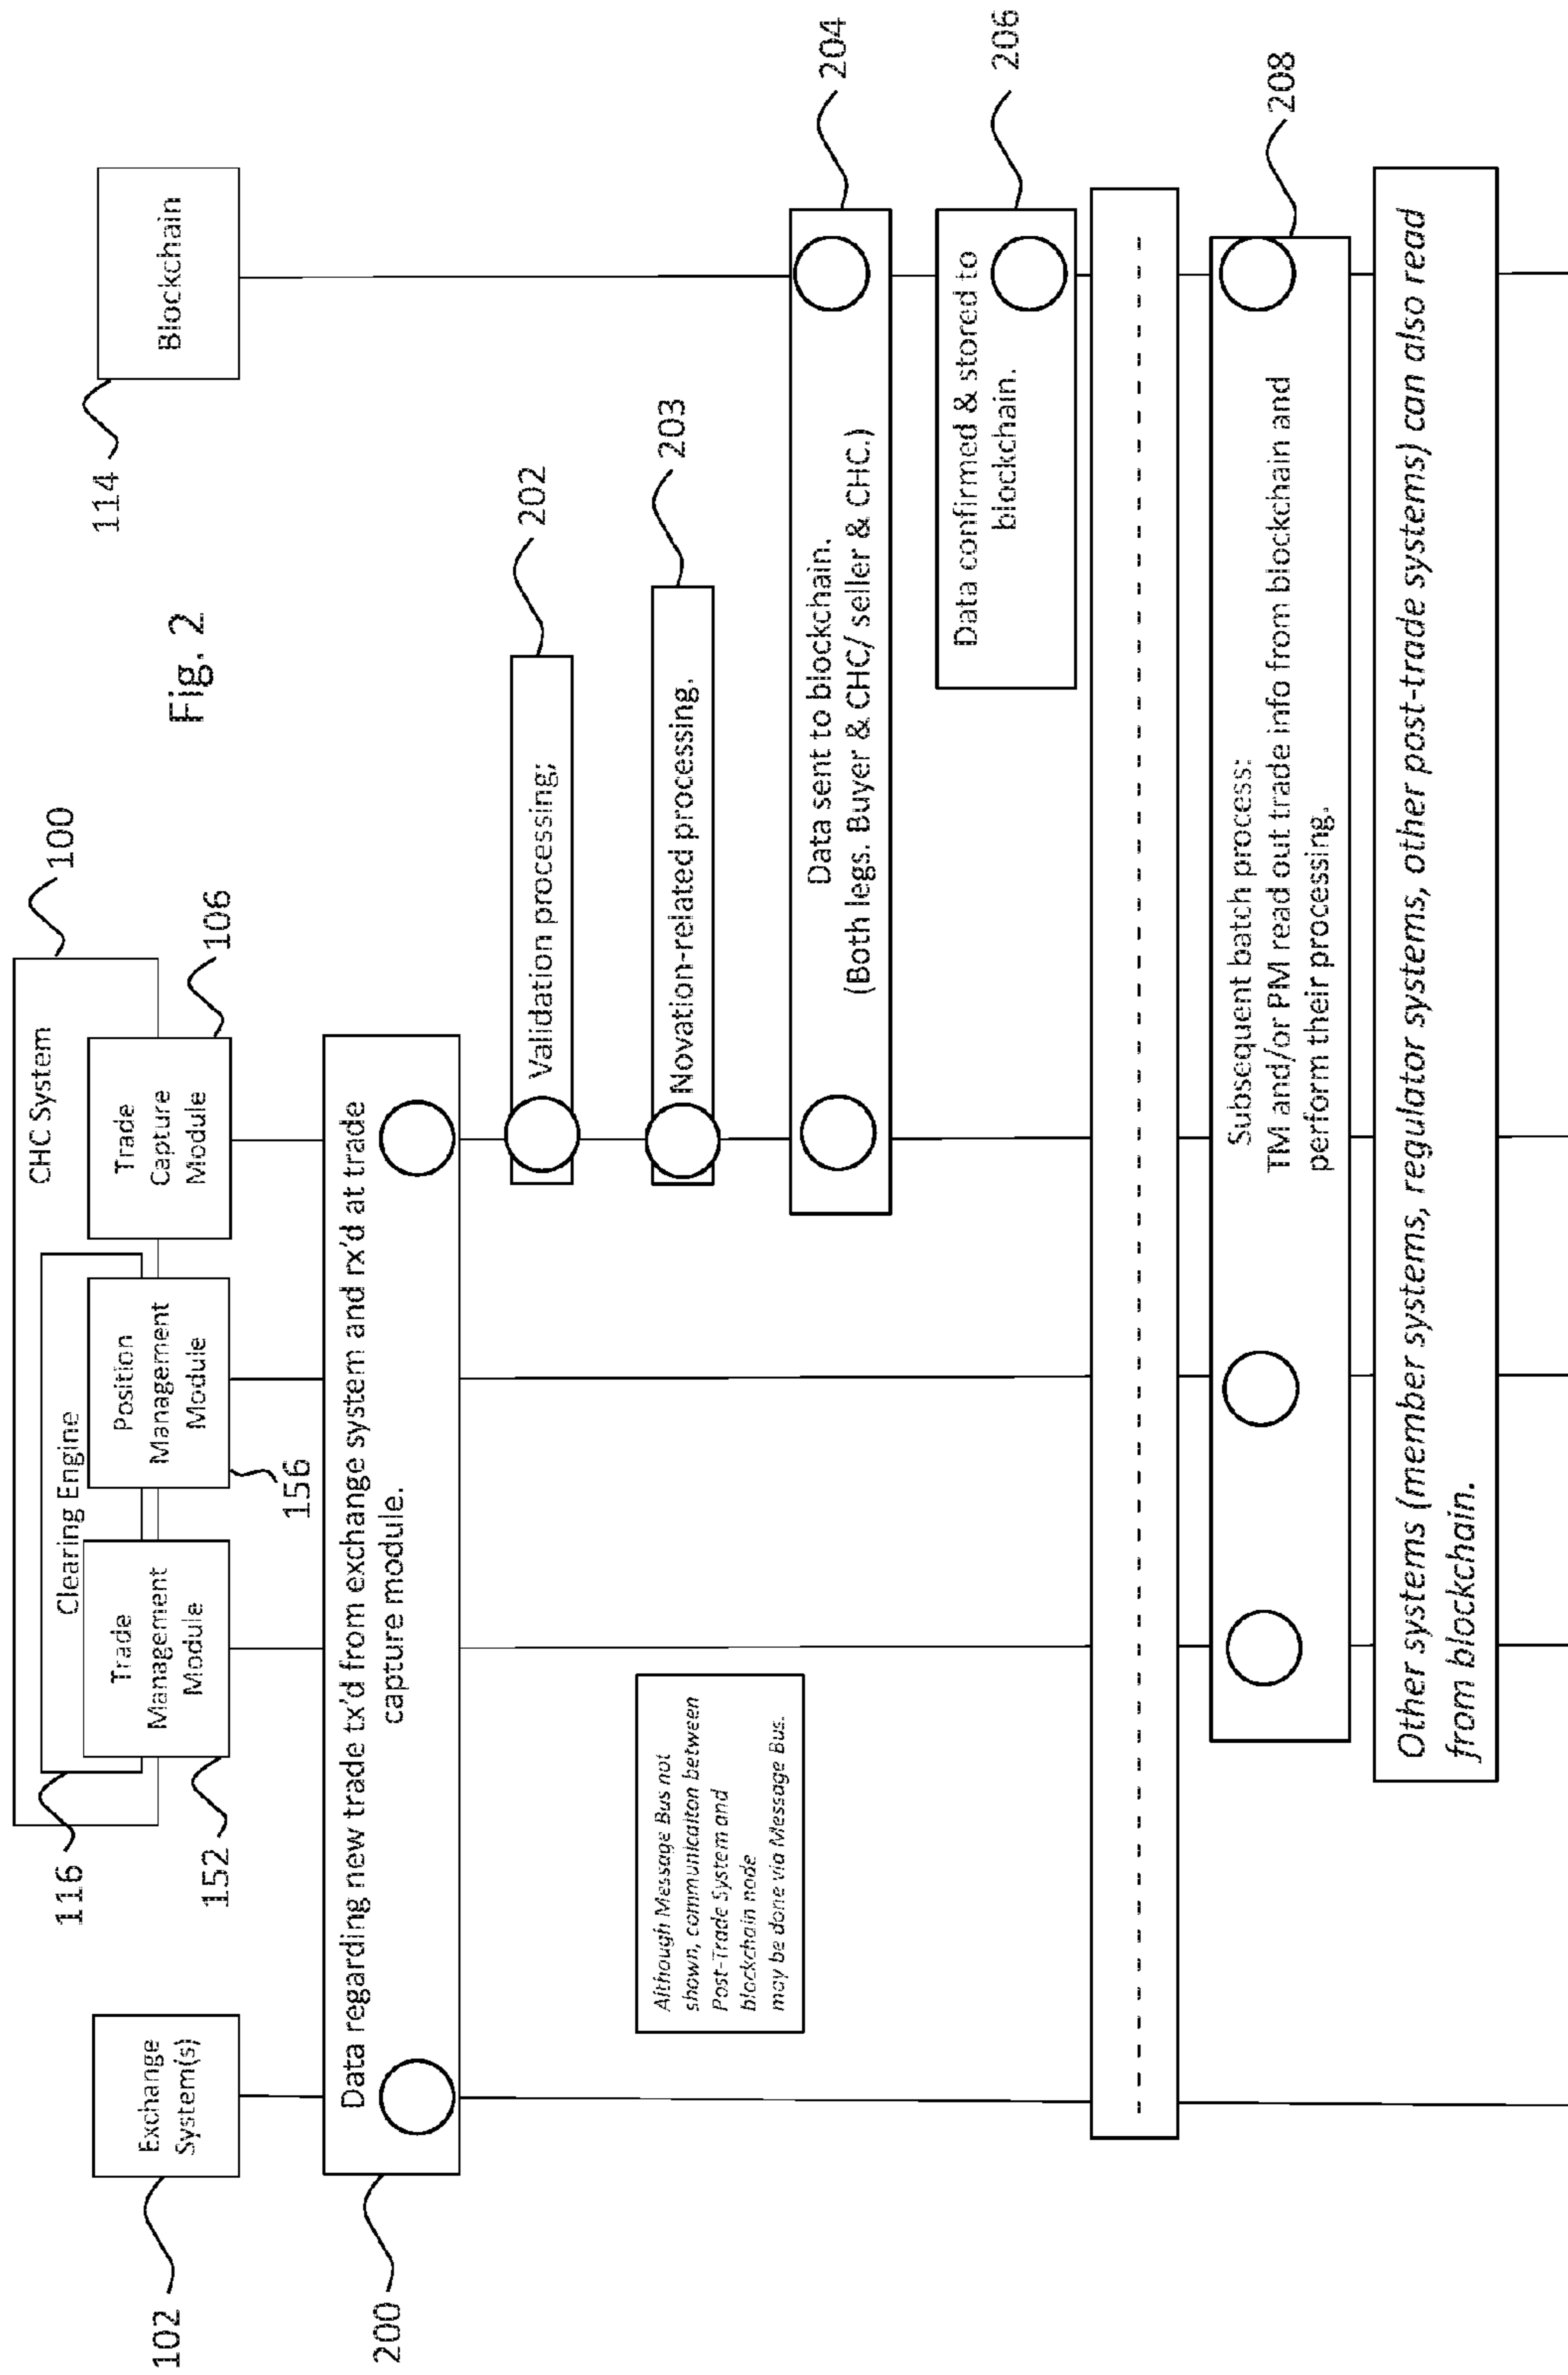 Fig. 2
100
CHC System
116
Clearing Engine
102
Exchange
System(s)
152
Trade
Management
Module
156
Position
Management
Module
106
Trade
Capture
Module
114
Blockchain
200
Data regarding new trade tx'd from exchange system and rx'd at trade
capture module.
Validation processing;
202
Although Message Bus not
shown, communicaiton between
Post-Trade System and
blockchain node
may be done via Message Bus.
Novation-related processing.
203
Data sent to blockchain.
(Both legs. Buyer & CHC/ seller & CHC.)
204
Data confirmed & stored to
blockchain.
206
Subsequent batch process:
TM and/or PM read out trade info from blockchain and
perform their processing.
208
Other systems (member systems, regulator systems, other post-trade systems) can also read
from blockchain.